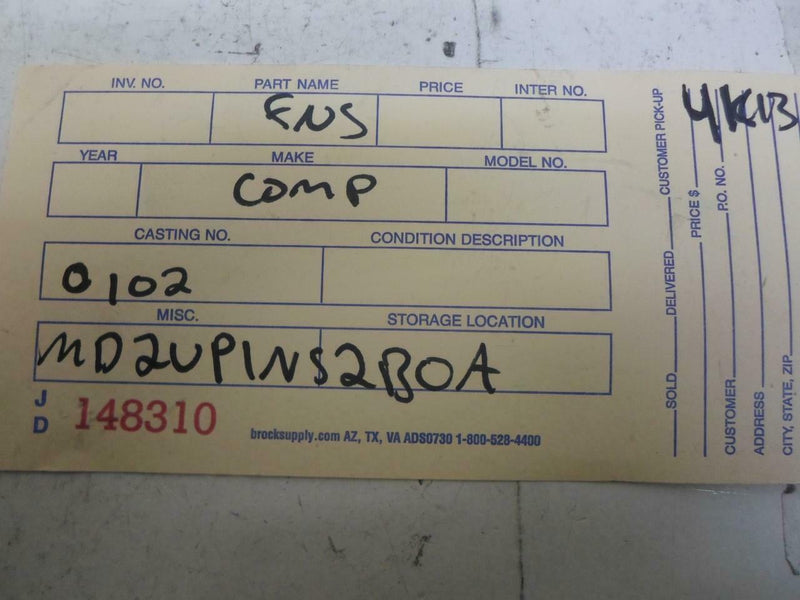 INV. NO. PART NAME PRICE INTER NO.
ENS
YEAR MAKE MODEL NO.
COMP
CASTING NO. CONDITION DESCRIPTION
0102
MISC. STORAGE LOCATION
MD2UPINS2BOA
J D 148310
brocksupply.com AZ, TX, VA ADS0730 1-800-528-4400
SOLD DELIVERED CUSTOMER PICK-UP
PRICE $
CUSTOMER P.O. NO.
ADDRESS
CITY, STATE, ZIP